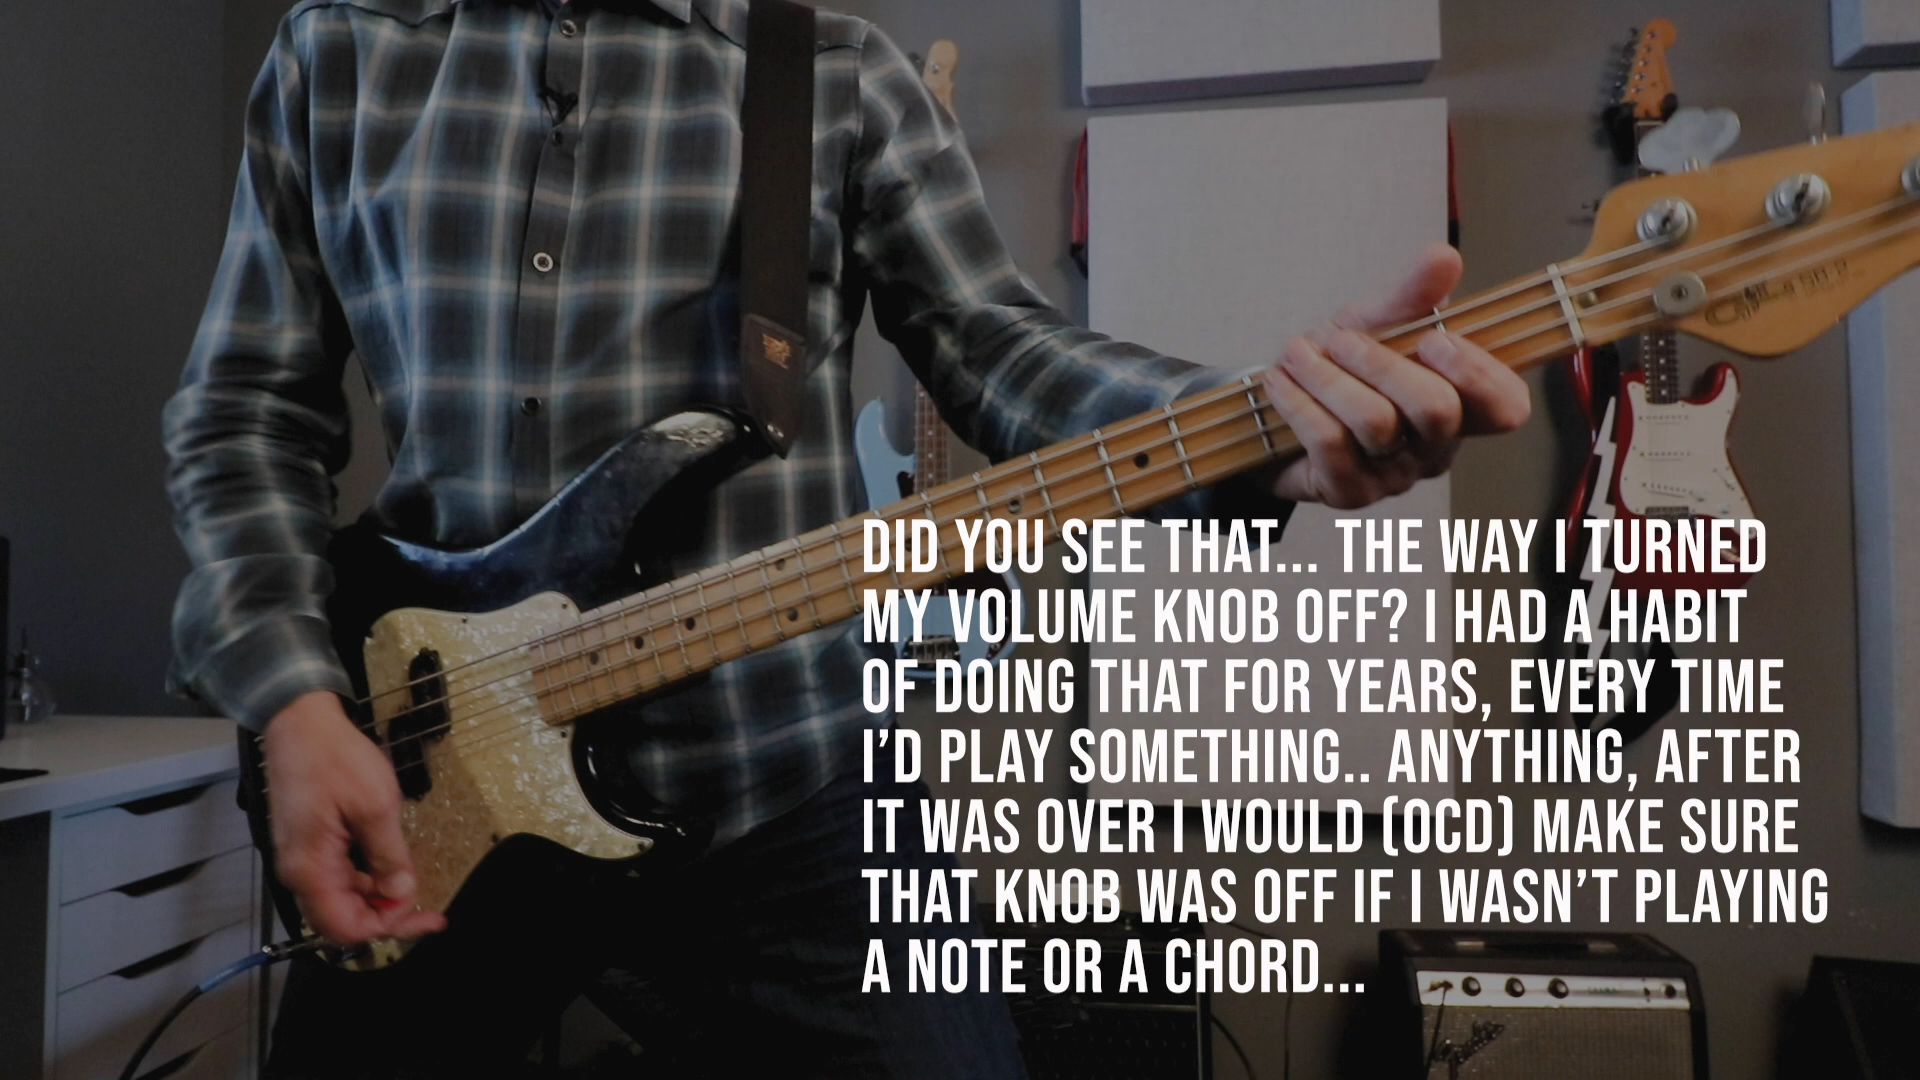 DID YOU SEE THAT... THE WAY I TURNED
MY VOLUME KNOB OFF? I HAD A HABIT
OF DOING THAT FOR YEARS, EVERY TIME
I'D PLAY SOMETHING.. ANYTHING, AFTER
IT WAS OVER I WOULD (OCD) MAKE SURE
THAT KNOB WAS OFF IF I WASN'T PLAYING
A NOTE OR A CHORD...